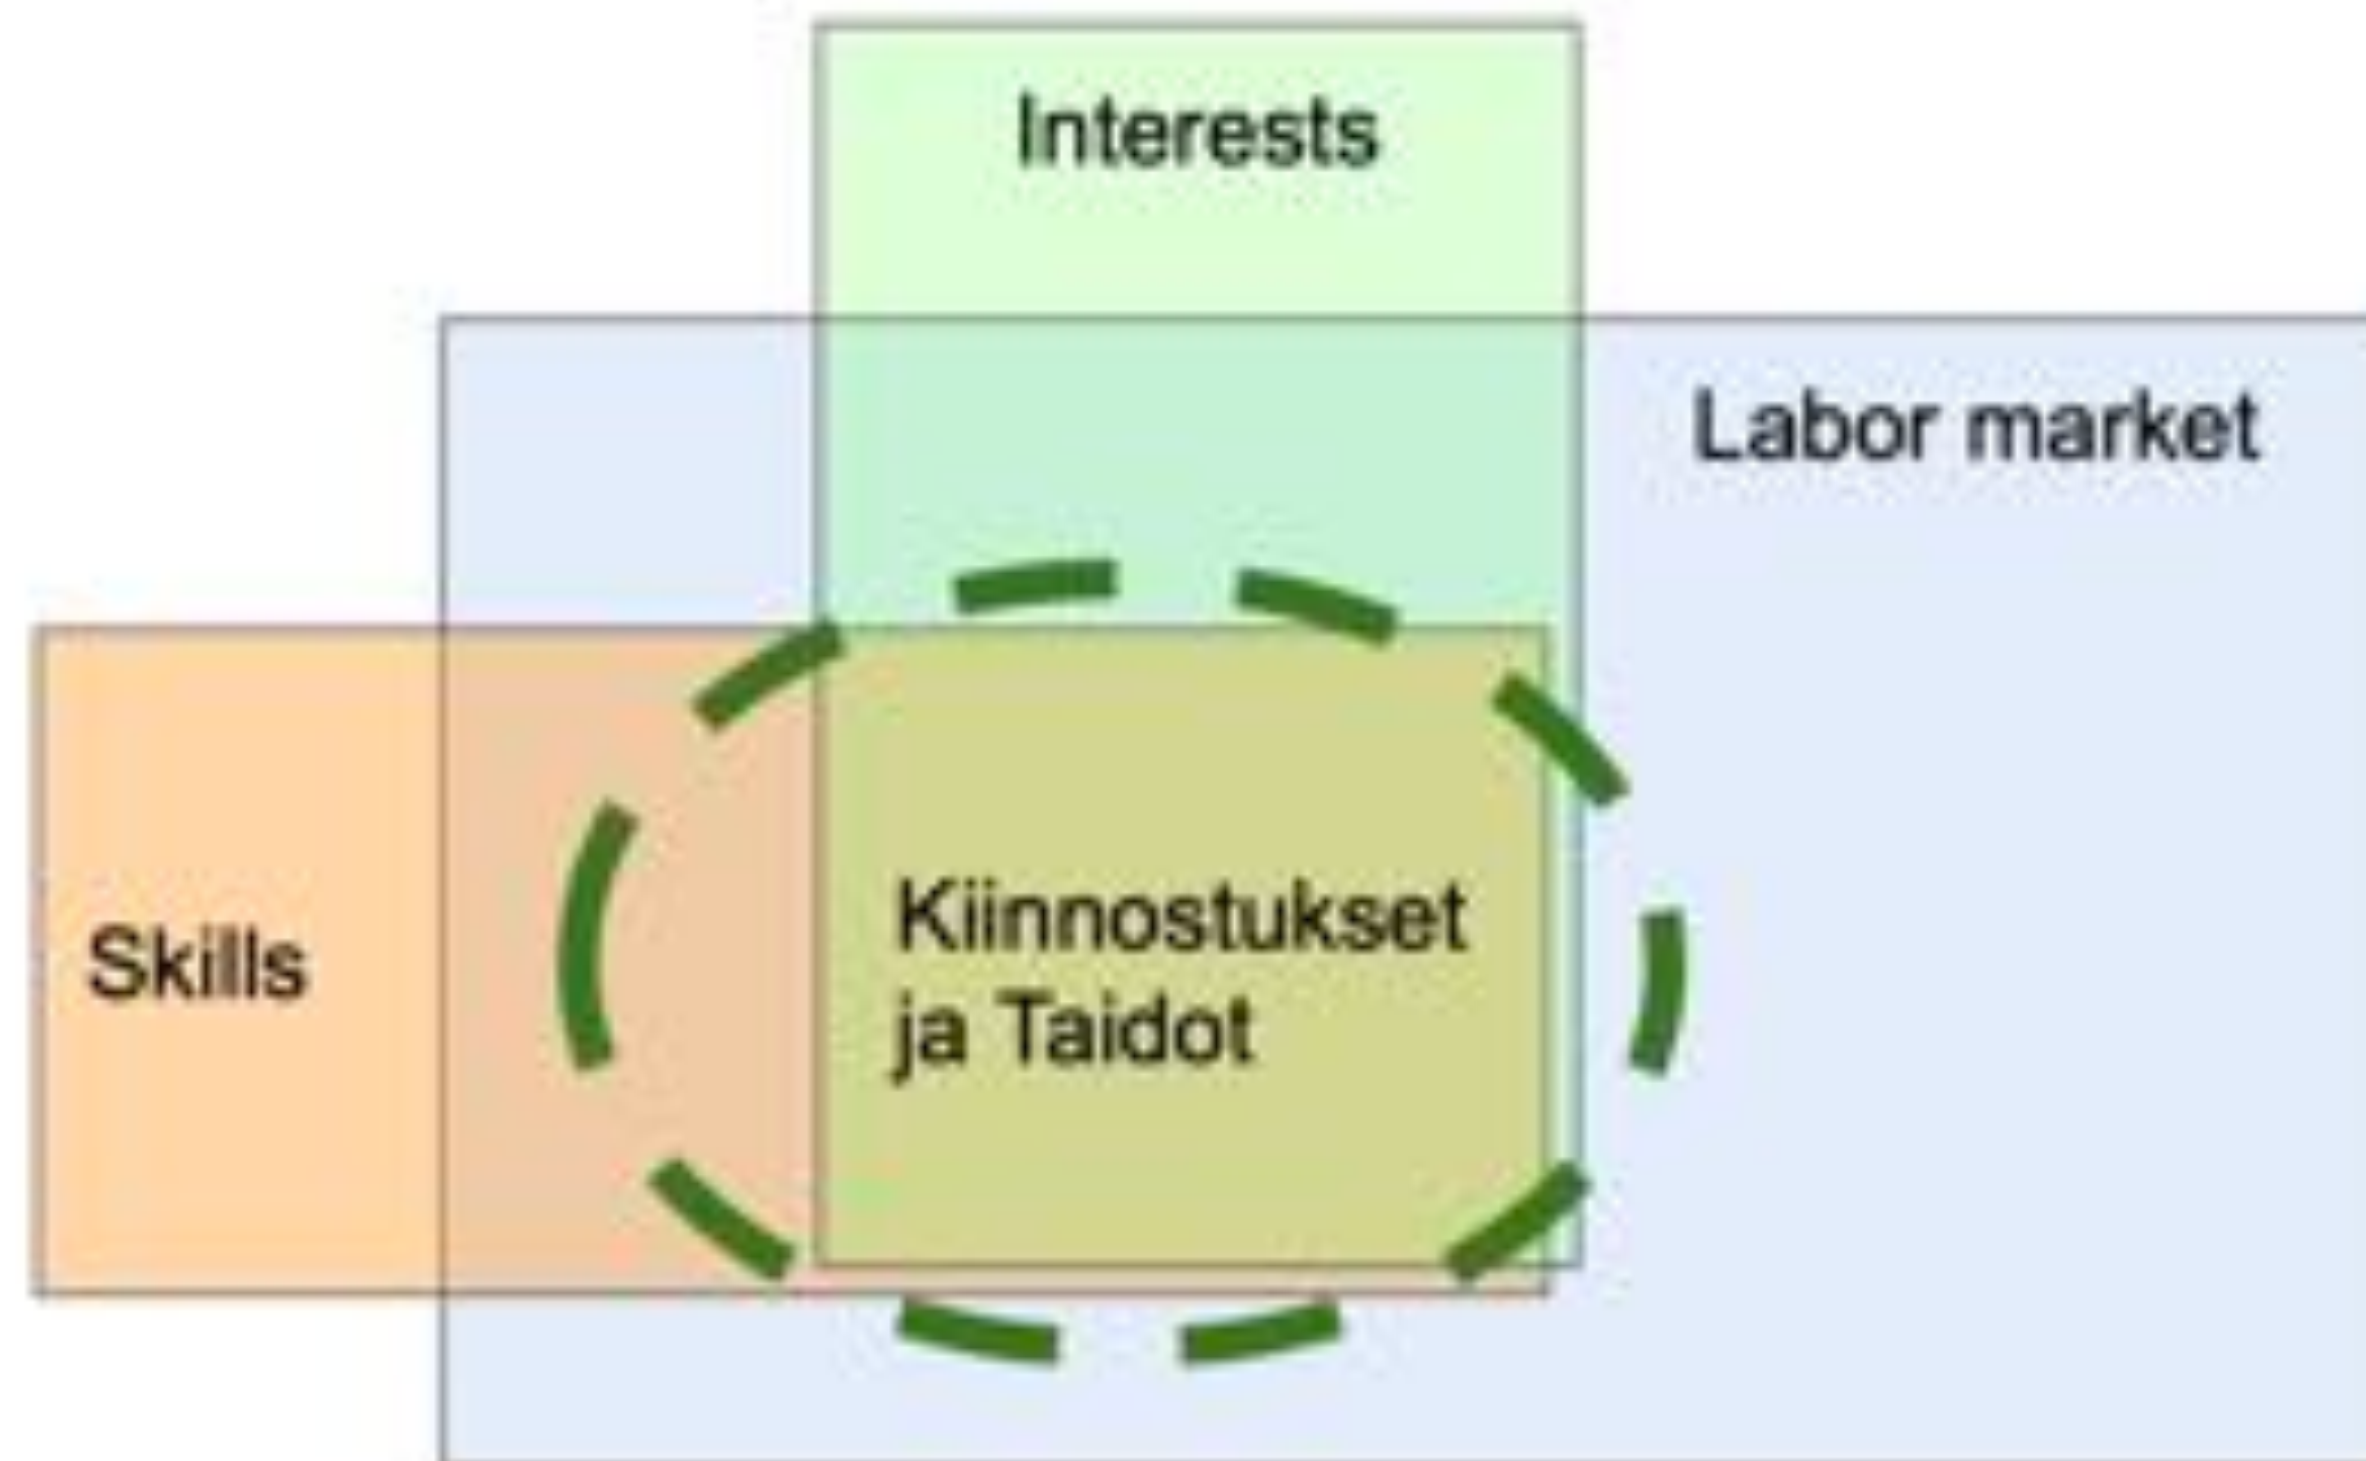 Interests
Labor market
Skills
Kiinnostukset
ja Taidot